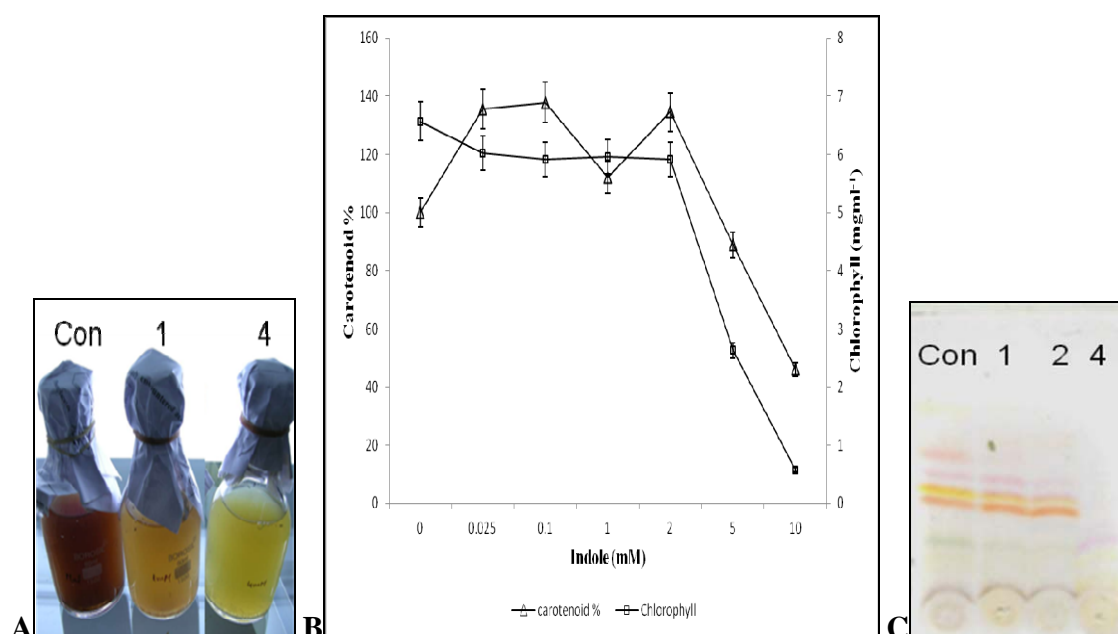 Con 1 4
A
160
140
120
100
80
60
40
20
0
Carotenoid %
8
7
6
5
4
3
2
1
0
Chlorophyll (mgml⁻¹)
0 0.025 0.1 1 2 5 10
Indole (mM)
carotenoid % Chlorophyll
B
Con 1 2 4
C